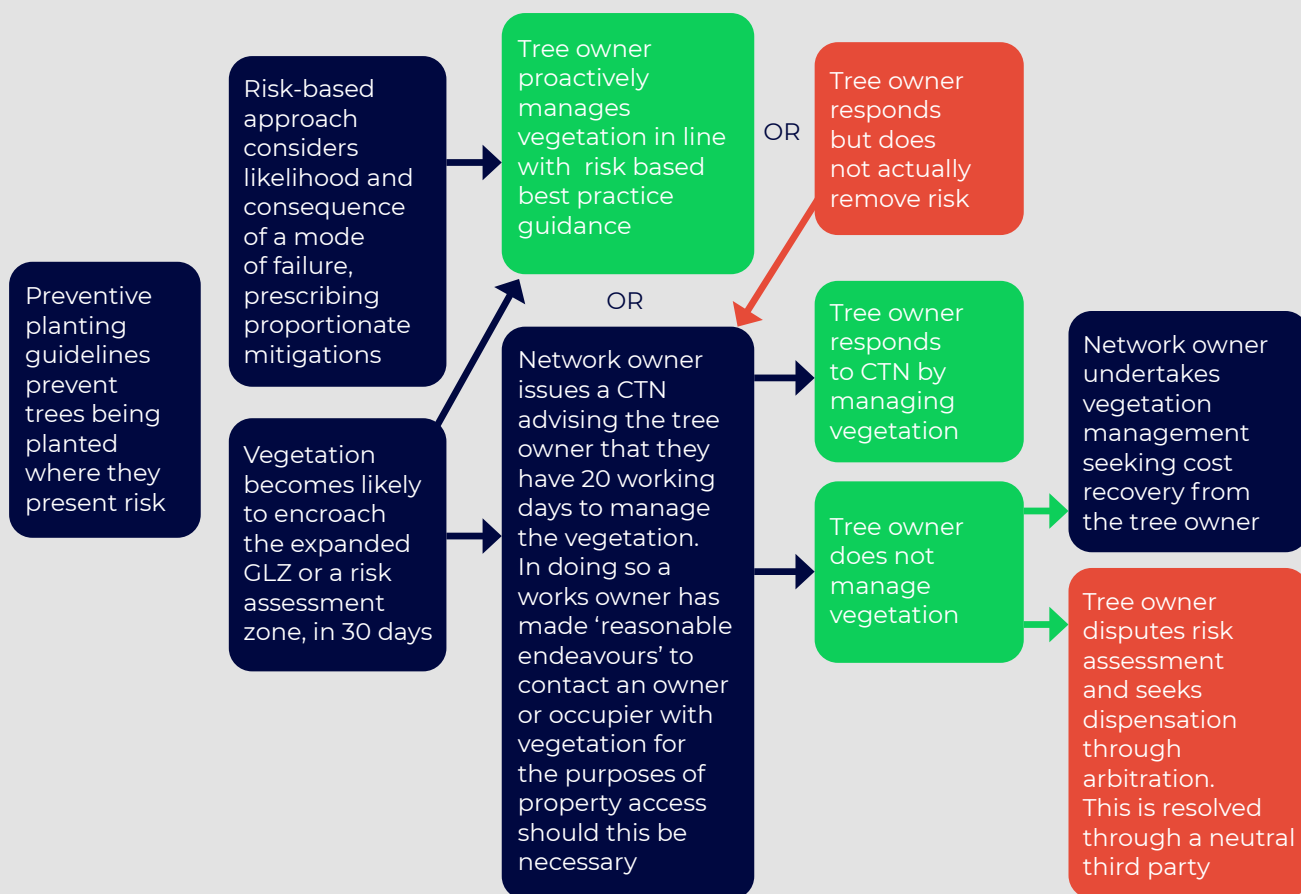 Preventive
planting
guidelines
prevent
trees being
planted
where they
present risk
Risk-based
approach
considers
likelihood and
consequence
of a mode
of failure,
prescribing
proportionate
mitigations
Vegetation
becomes likely
to encroach
the expanded
GLZ or a risk
assessment
zone, in 30 days
Tree owner
proactively
manages
vegetation in line
with  risk based
best practice
guidance
OR
Tree owner
responds
but does
not actually
remove risk
OR
Network owner
issues a CTN
advising the tree
owner that they
have 20 working
days to manage
the vegetation.
In doing so a
works owner has
made ‘reasonable
endeavours’ to
contact an owner
or occupier with
vegetation for
the purposes of
property access
should this be
necessary
Tree owner
responds
to CTN by
managing
vegetation
Tree owner
does not
manage
vegetation
Network owner
undertakes
vegetation
management
seeking cost
recovery from
the tree owner
Tree owner
disputes risk
assessment
and seeks
dispensation
through
arbitration.
This is resolved
through a neutral
third party